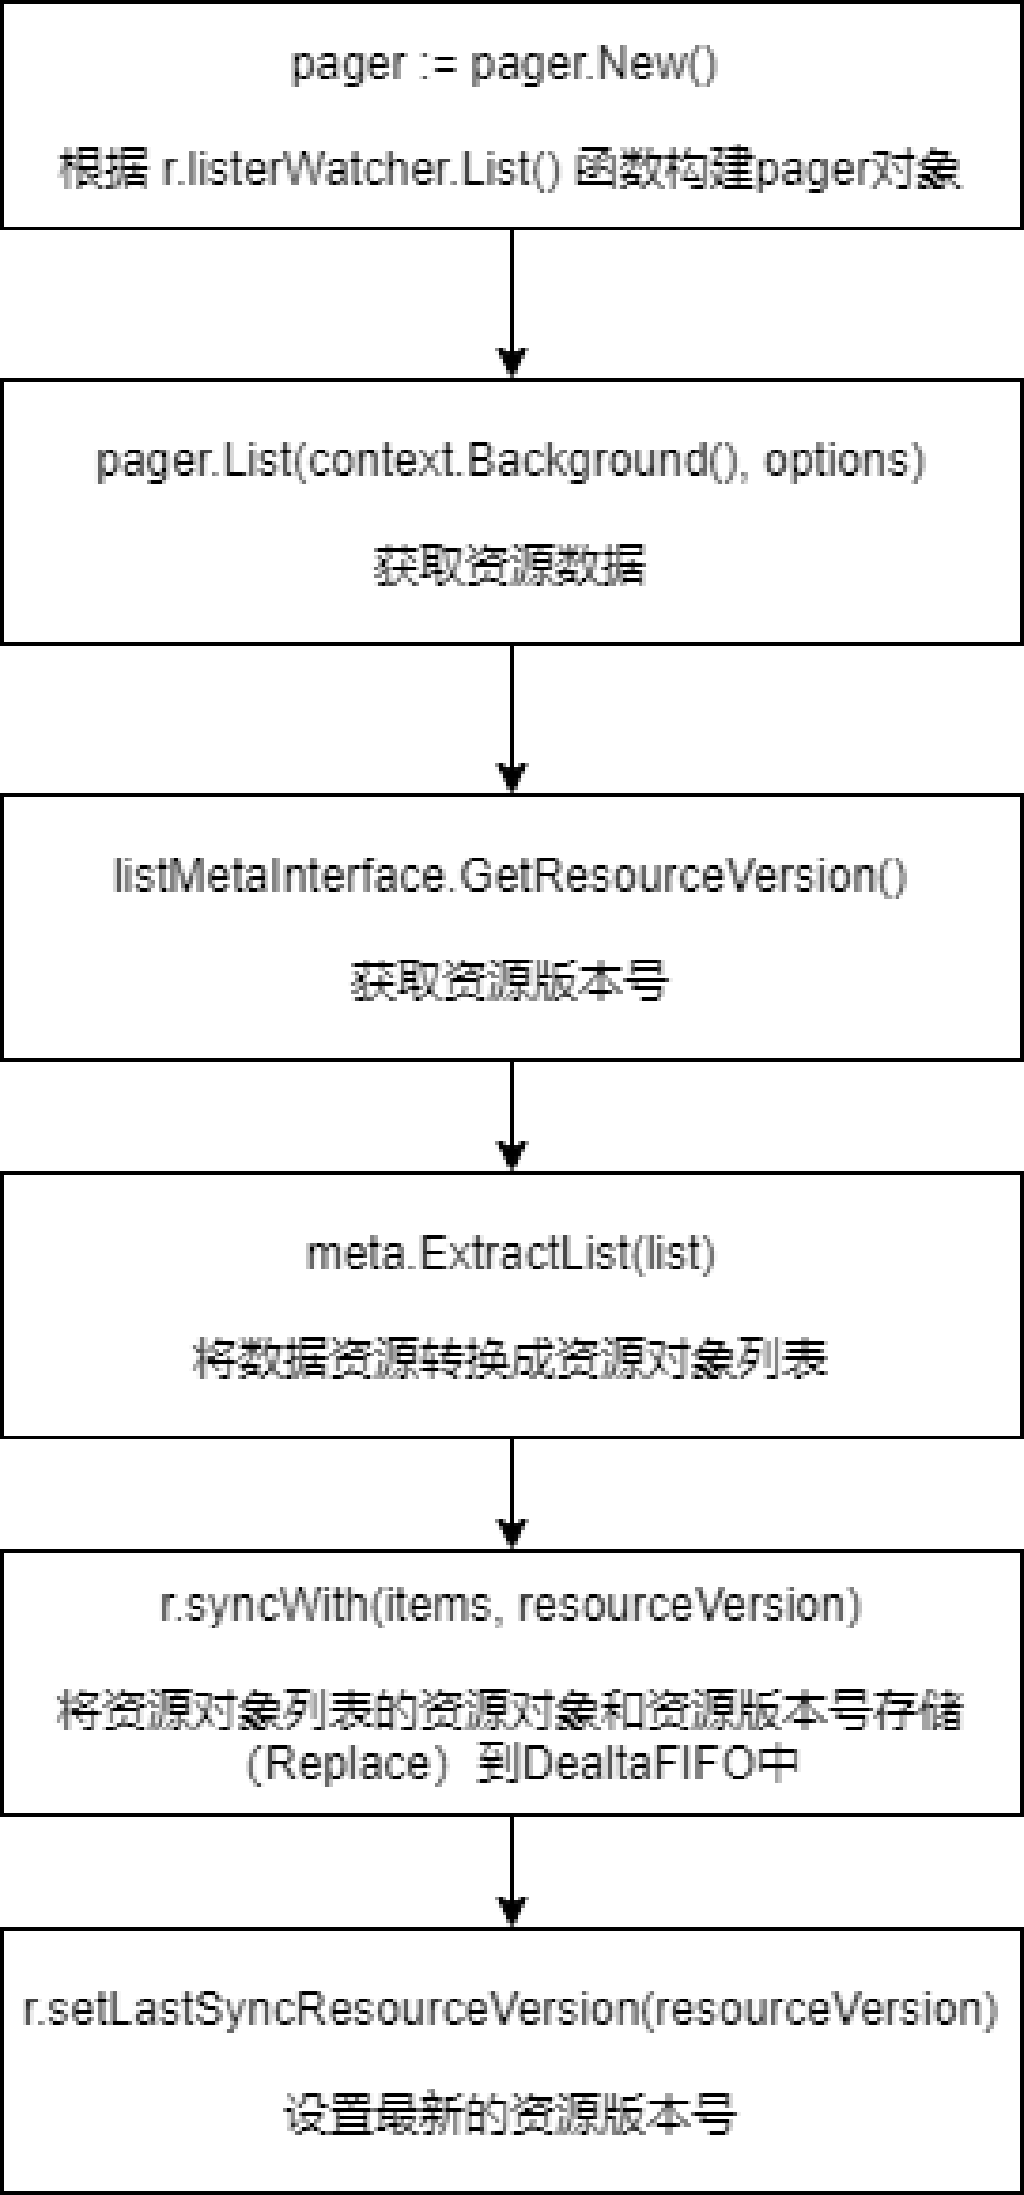 pager := pager.New()
根据 r.listerWatcher.List() 函数构建pager对象
pager.List(context.Background(), options)
获取资源数据
listMetaInterface.GetResourceVersion()
获取资源版本号
meta.ExtractList(list)
将数据资源转换成资源对象列表
r.syncWith(items, resourceVersion)
将资源对象列表的资源对象和资源版本号存储
（Replace）到DealtaFIFO中
r.setLastSyncResourceVersion(resourceVersion)
设置最新的资源版本号